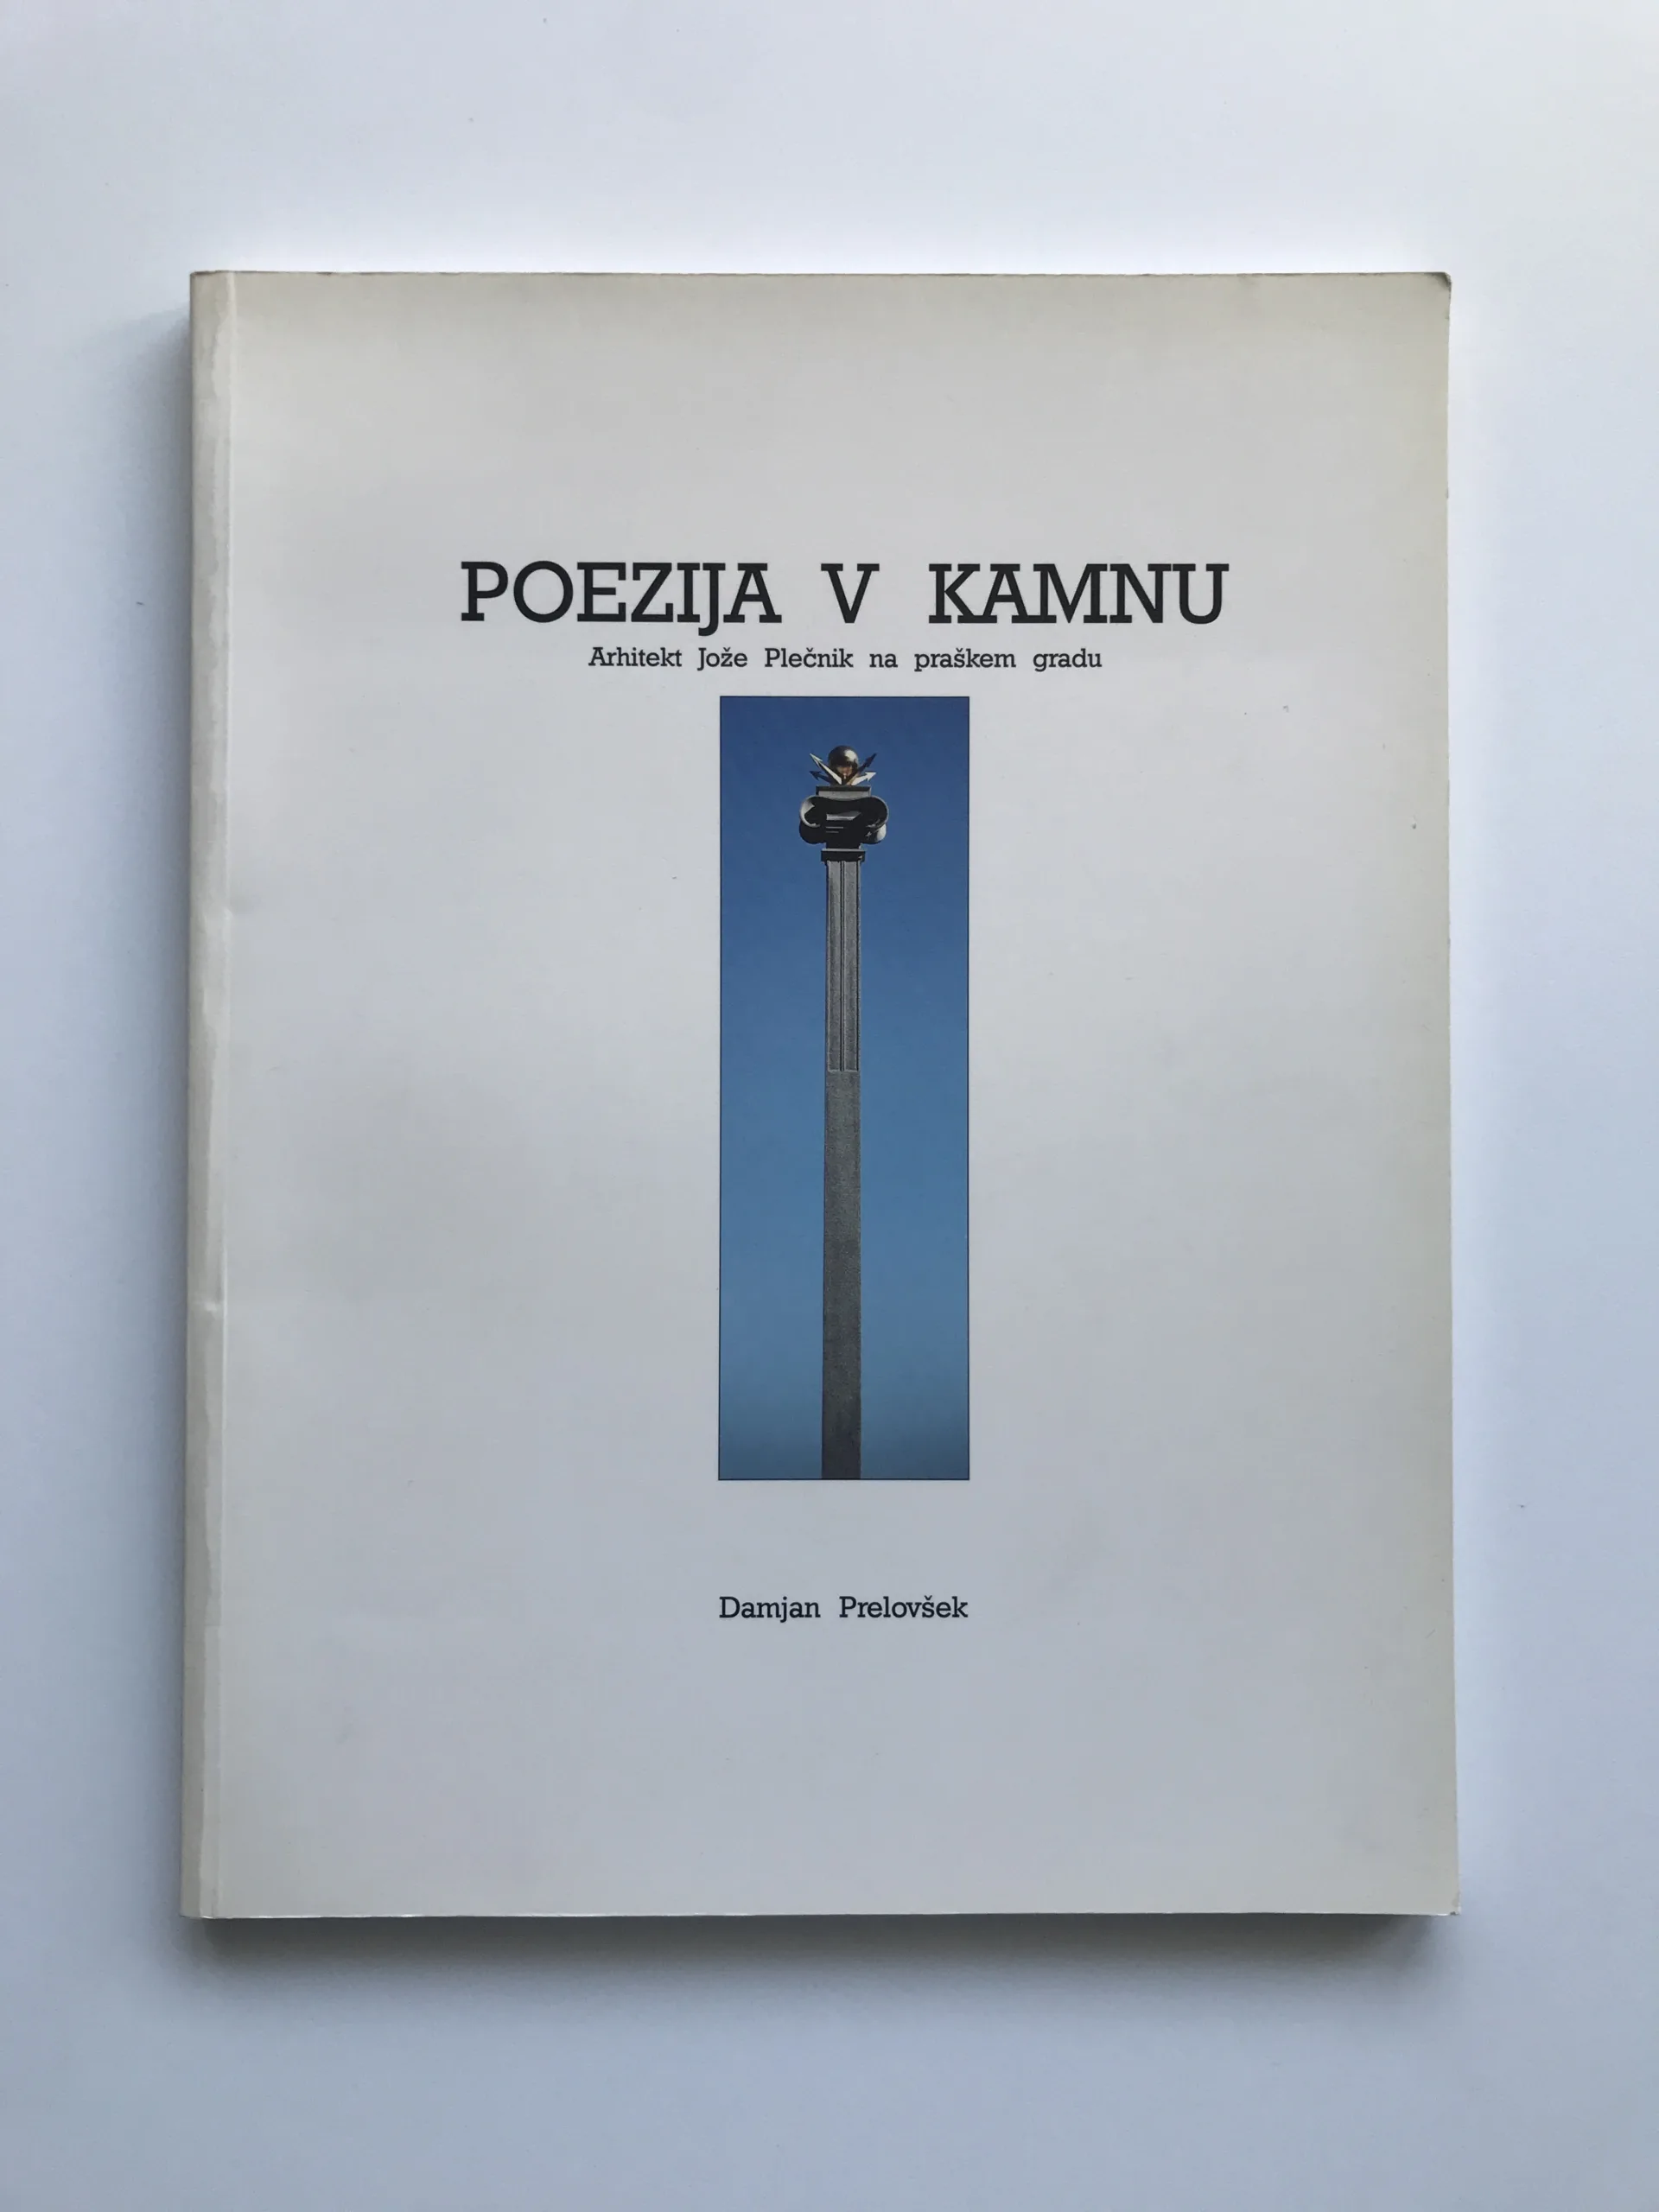 POEZIJA V KAMNU
Arhitekt Jože Plečnik na praškem gradu
Damjan Prelovšek